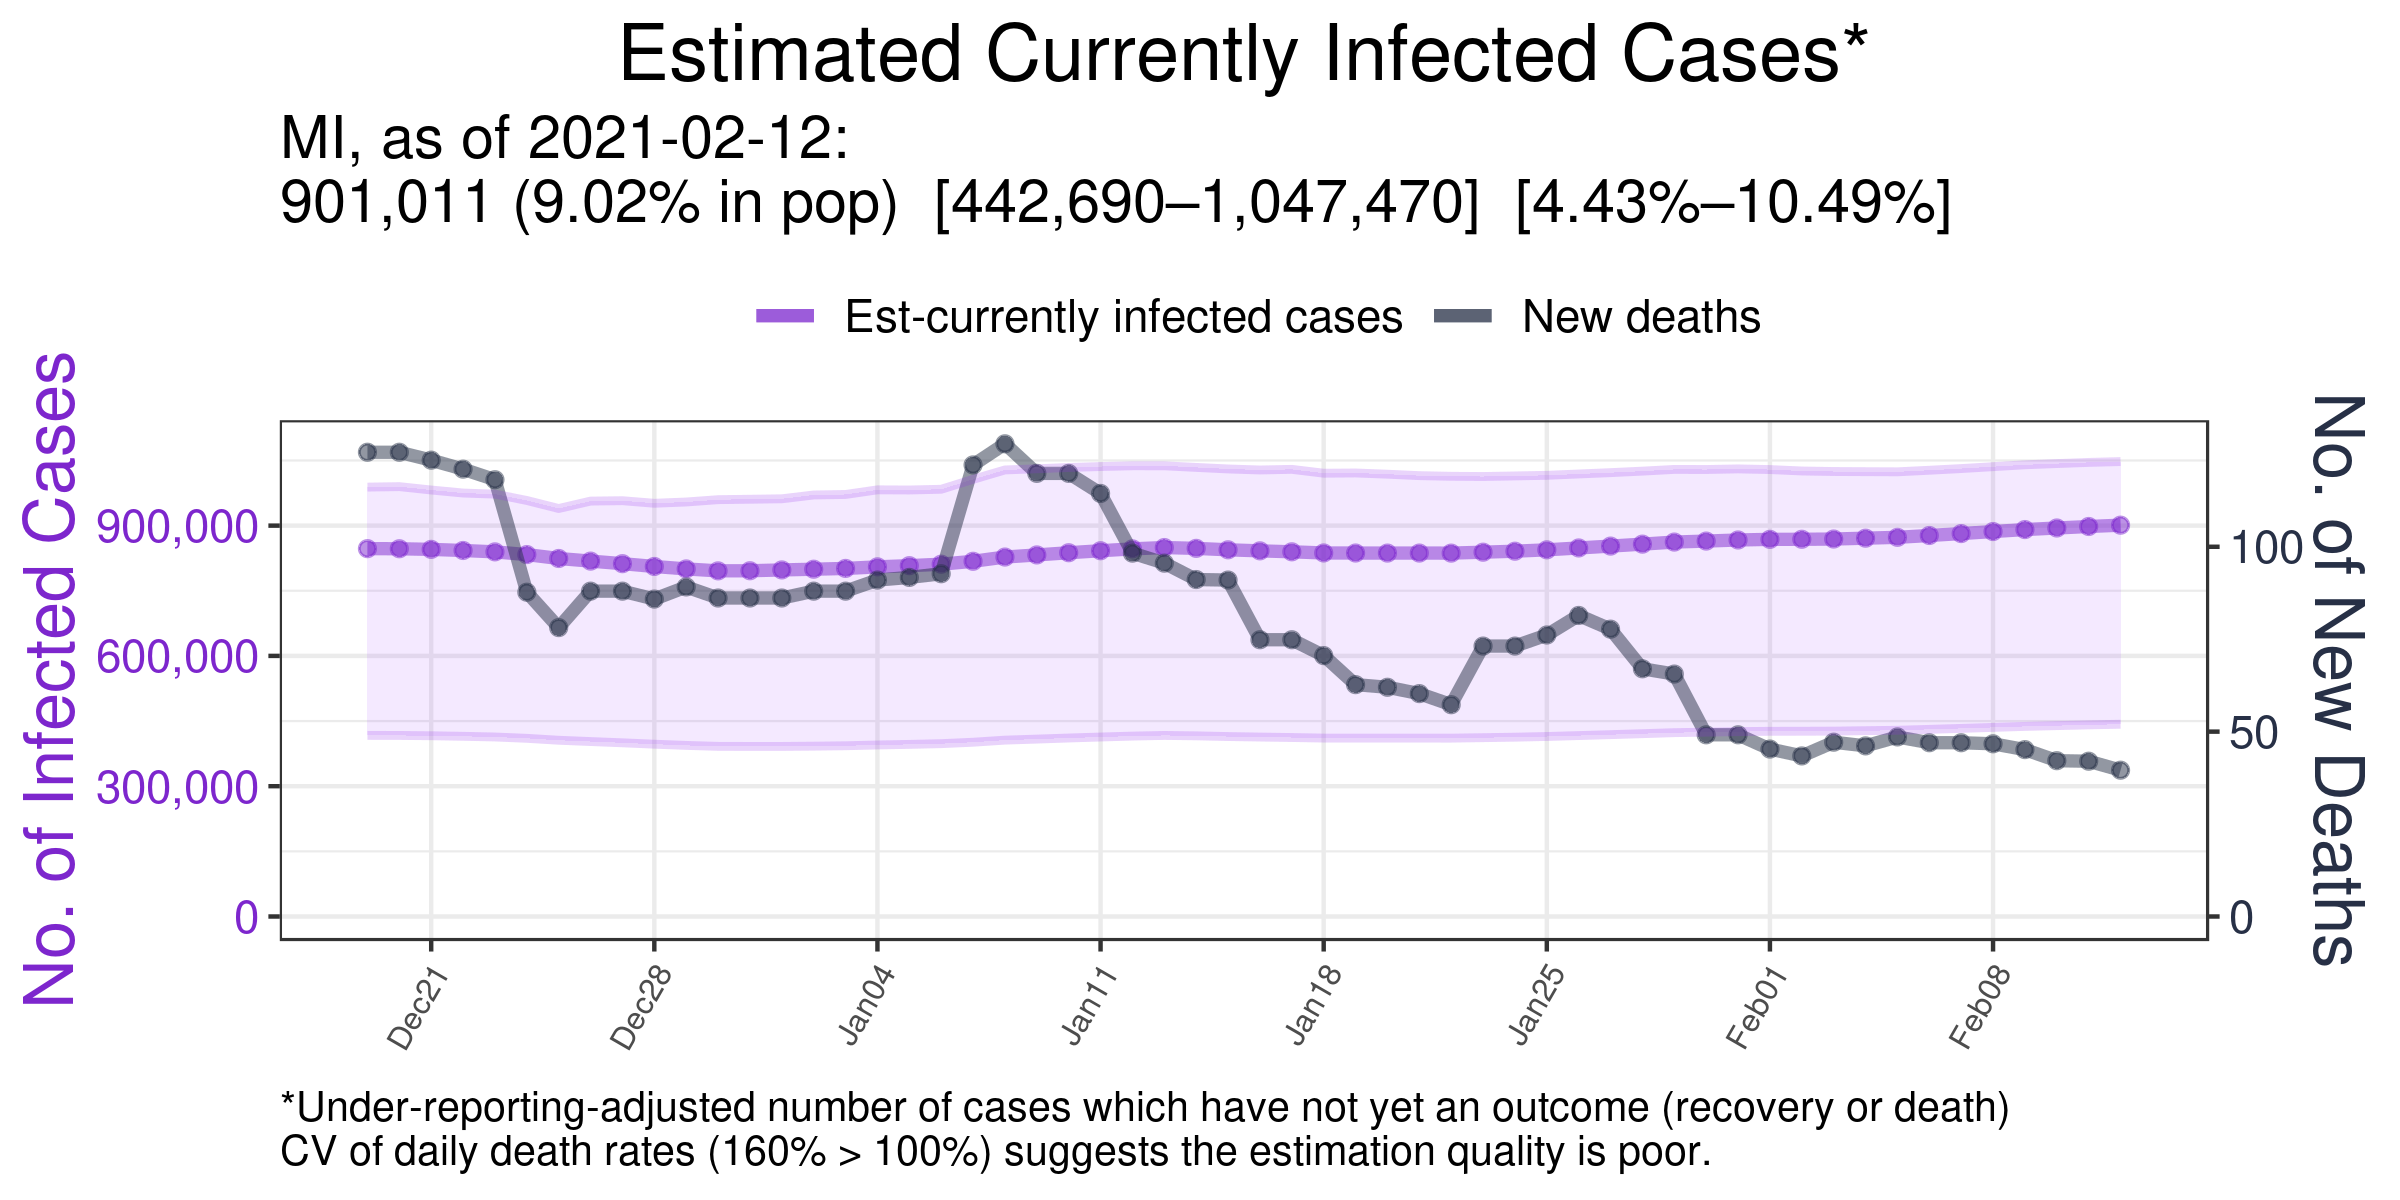 Estimated Currently Infected Cases*
MI, as of 2021-02-12:
901,011 (9.02% in pop)  [442,690–1,047,470]  [4.43%–10.49%]
Est-currently infected cases
New deaths
No. of Infected Cases
900,000
600,000
300,000
0
No. of New Deaths
100
50
0
Dec21
Dec28
Jan04
Jan11
Jan18
Jan25
Feb01
Feb08
*Under-reporting-adjusted number of cases which have not yet an outcome (recovery or death)
CV of daily death rates (160% > 100%) suggests the estimation quality is poor.